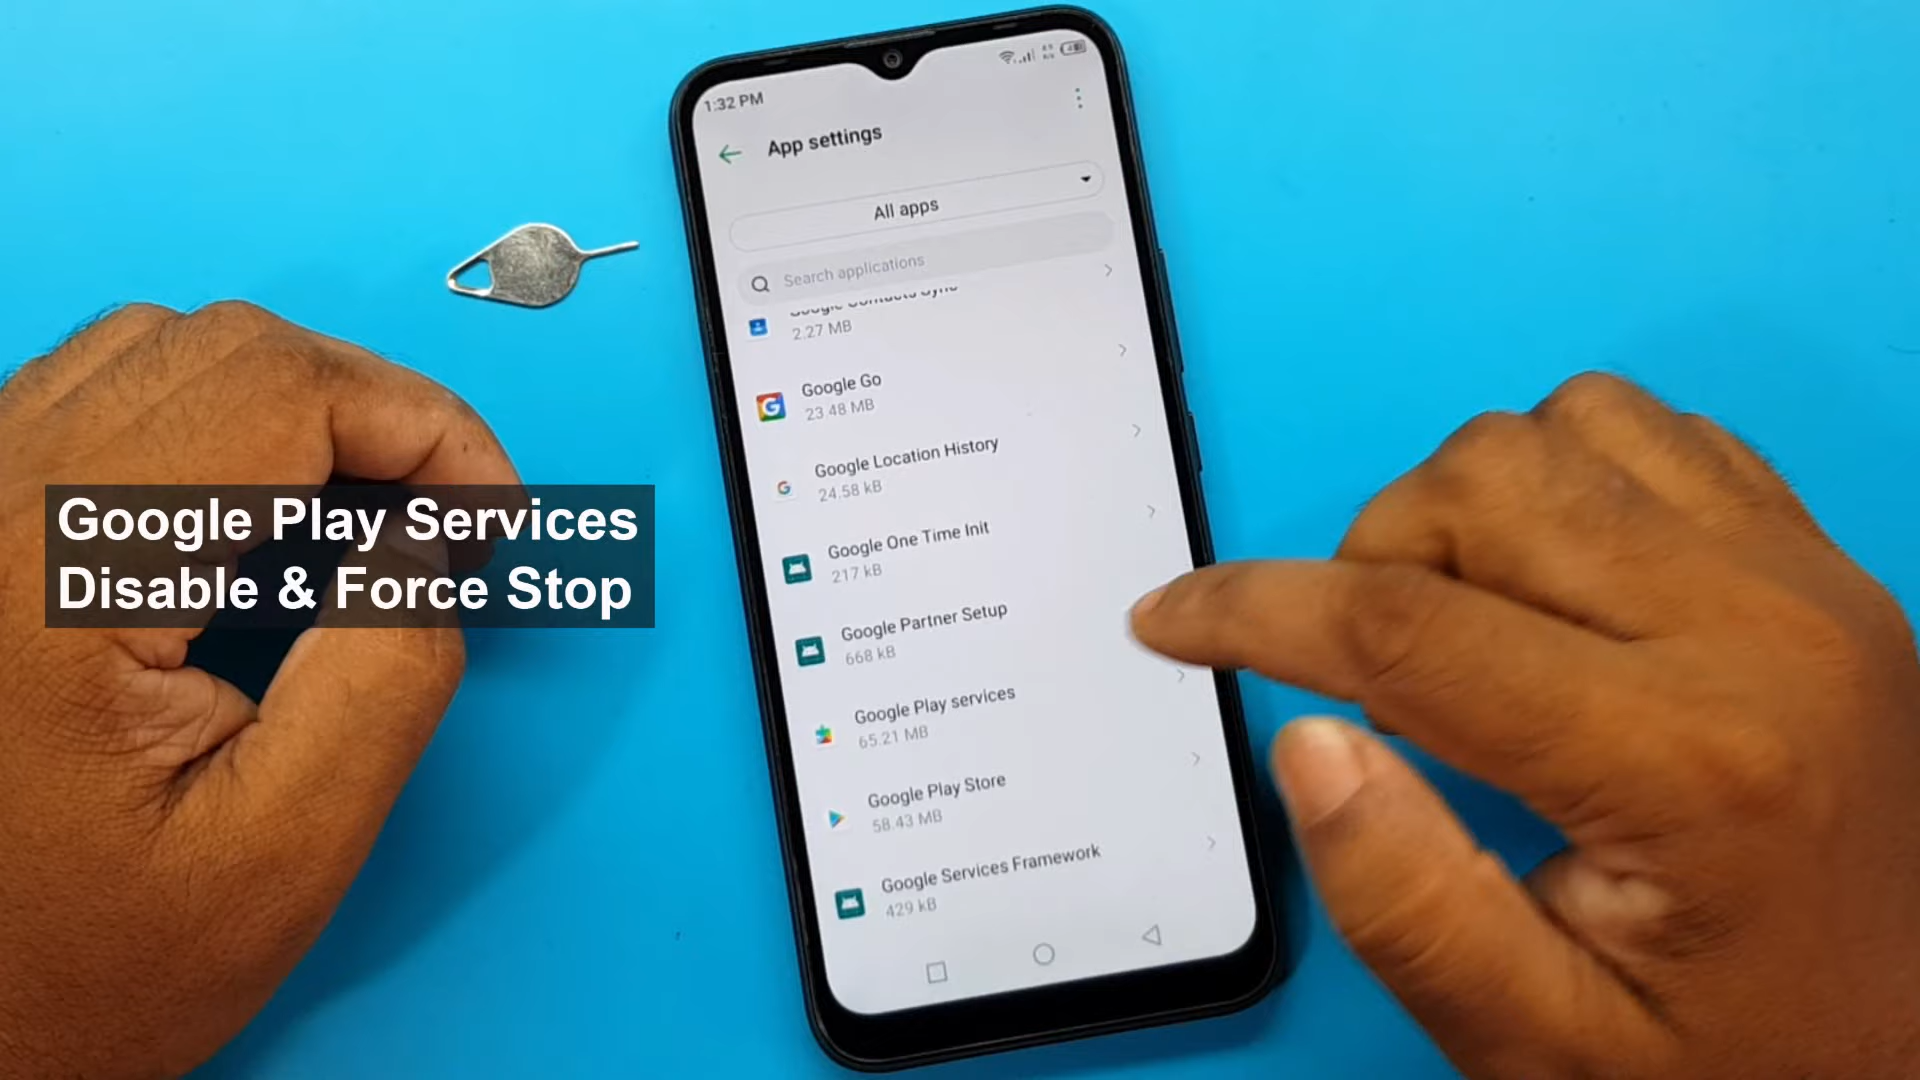 1:32 PM
App settings
All apps
Search applications
Google Contacts Sync
2.27 MB
Google Go
23.48 MB
Google Location History
24.58 kB
Google One Time Init
217 kB
Google Partner Setup
668 kB
Google Play services
65.21 MB
Google Play Store
58.43 MB
Google Services Framework
429 kB
Google Play Services
Disable & Force Stop